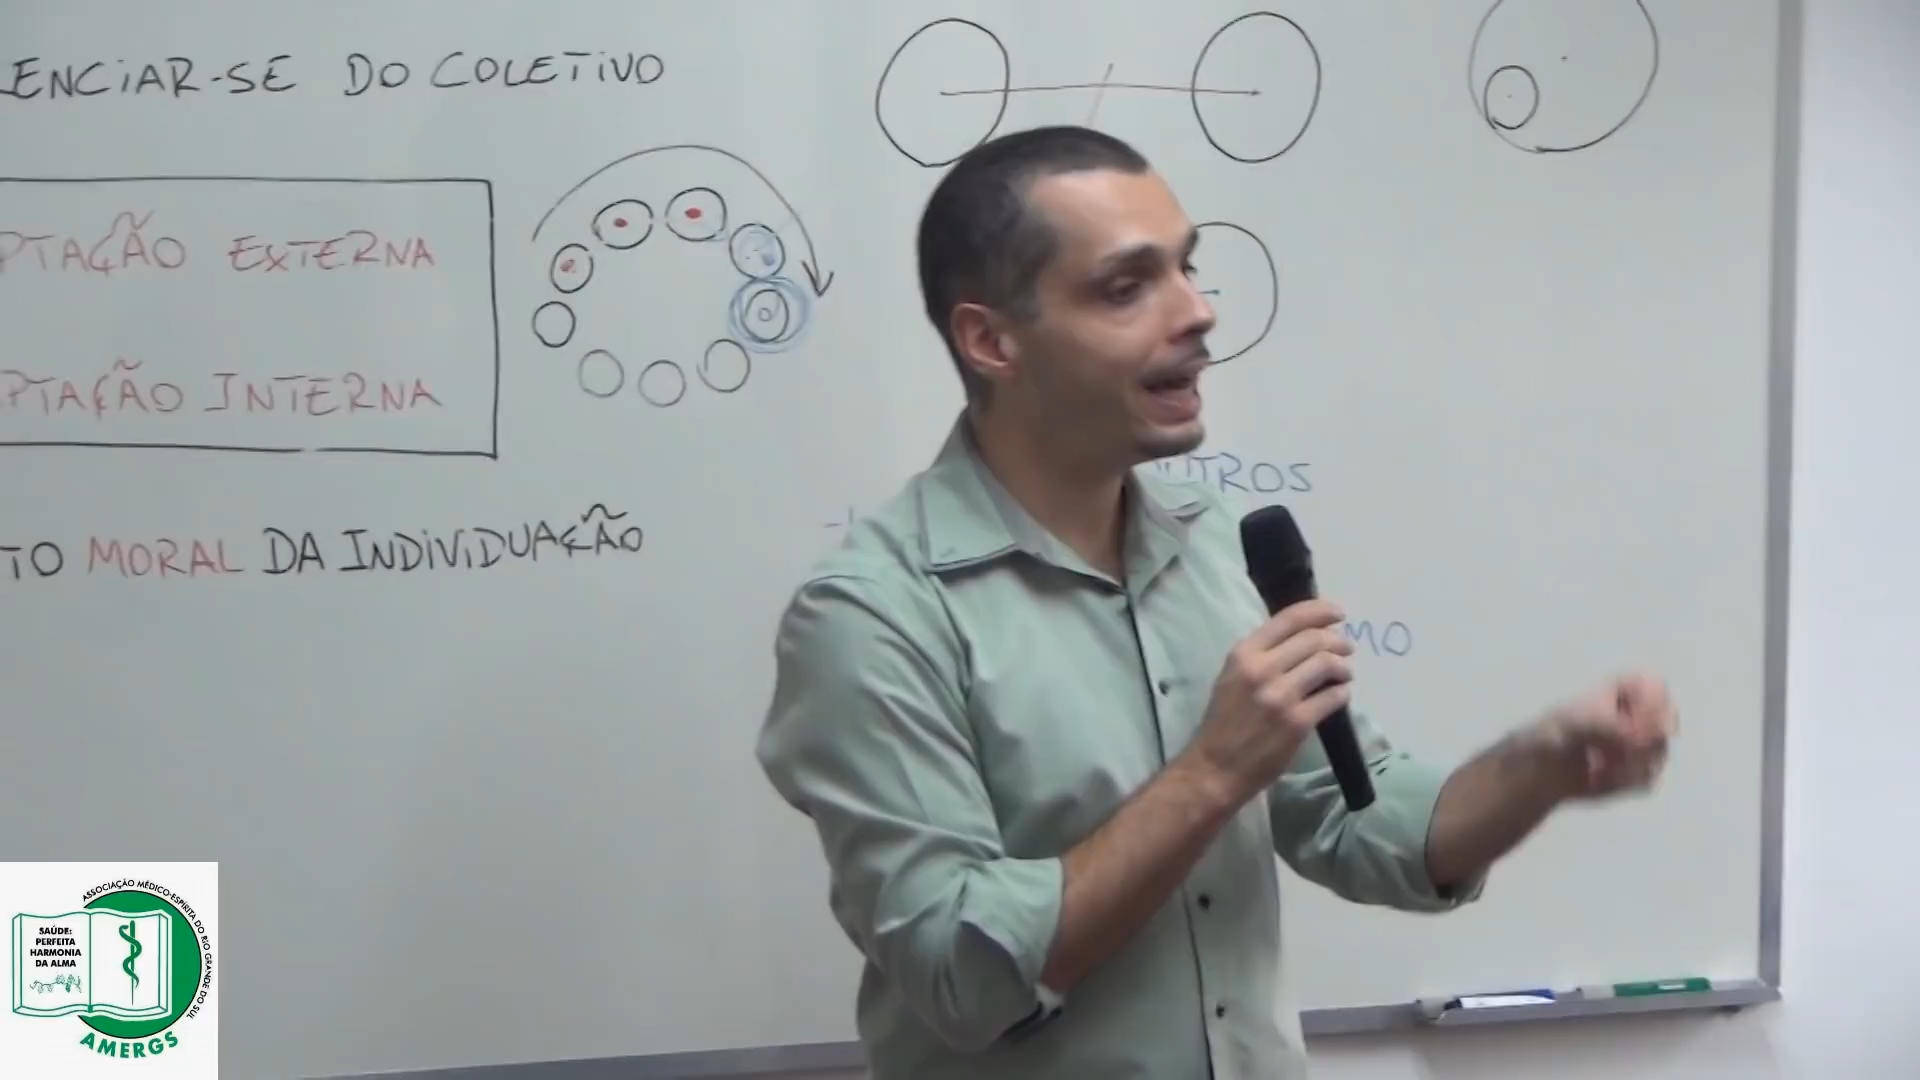 ENCIAR-SE DO COLETIVO
PTAÇÃO EXTERNA
PTAÇÃO INTERNA
TO MORAL DA INDIVIDUAÇÃO
UTROS
MO
ASSOCIAÇÃO MÉDICO-ESPÍRITA DO RIO GRANDE DO SUL
SAÚDE:
PERFEITA
HARMONIA
DA ALMA
AMERGS